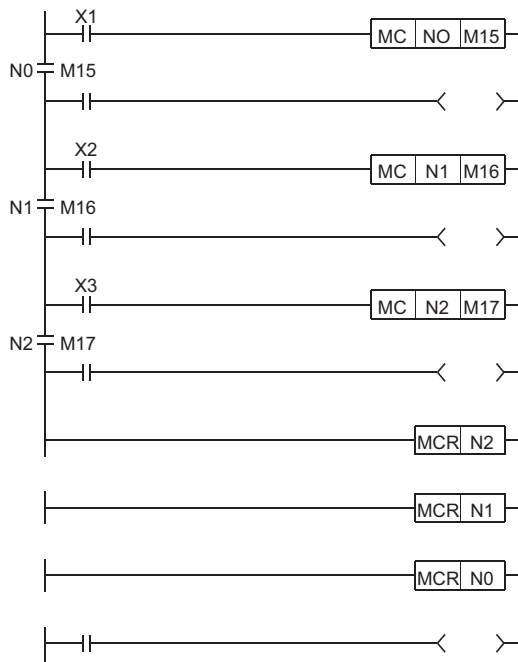 X1
MC NO M15
N0 M15
X2
MC N1 M16
N1 M16
X3
MC N2 M17
N2 M17
MCR N2
MCR N1
MCR N0